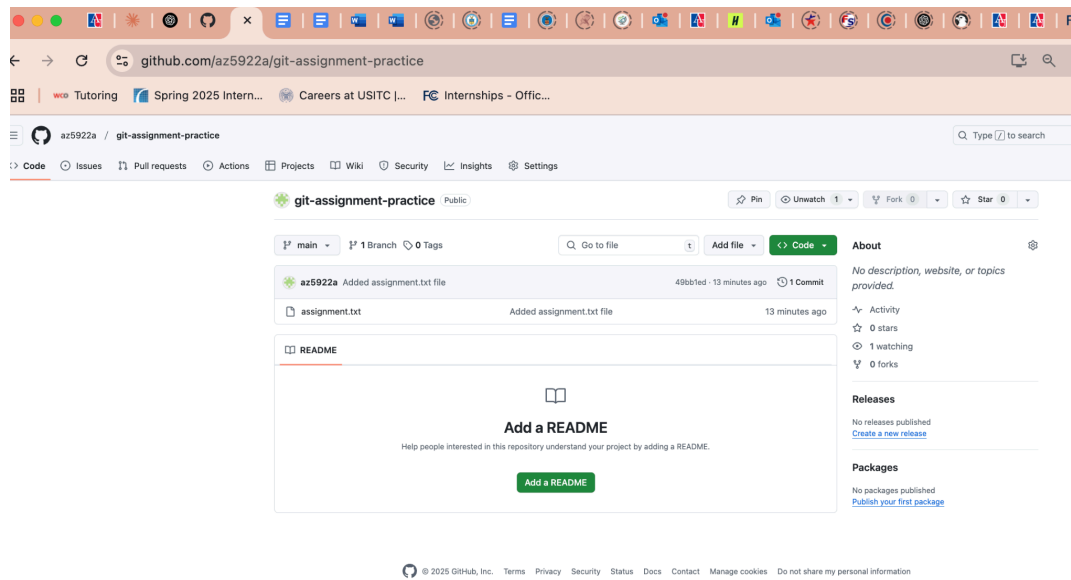 github.com/az5922a/git-assignment-practice
WCD Tutoring Spring 2025 Intern... Careers at USITC |... FC Internships - Offic...
az5922a / git-assignment-practice Type / to search
<> Code Issues Pull requests Actions Projects Wiki Security Insights Settings
git-assignment-practice Public Pin Unwatch 1 Fork 0 Star 0
main 1 Branch 0 Tags Go to file t Add file <> Code About
az5922a Added assignment.txt file 49bb1ed · 13 minutes ago 1 Commit
No description, website, or topics
provided.
assignment.txt Added assignment.txt file 13 minutes ago
Activity
0 stars
1 watching
0 forks
README
Add a README
Help people interested in this repository understand your project by adding a README.
Add a README
Releases
No releases published
Create a new release
Packages
No packages published
Publish your first package
© 2025 GitHub, Inc. Terms Privacy Security Status Docs Contact Manage cookies Do not share my personal information